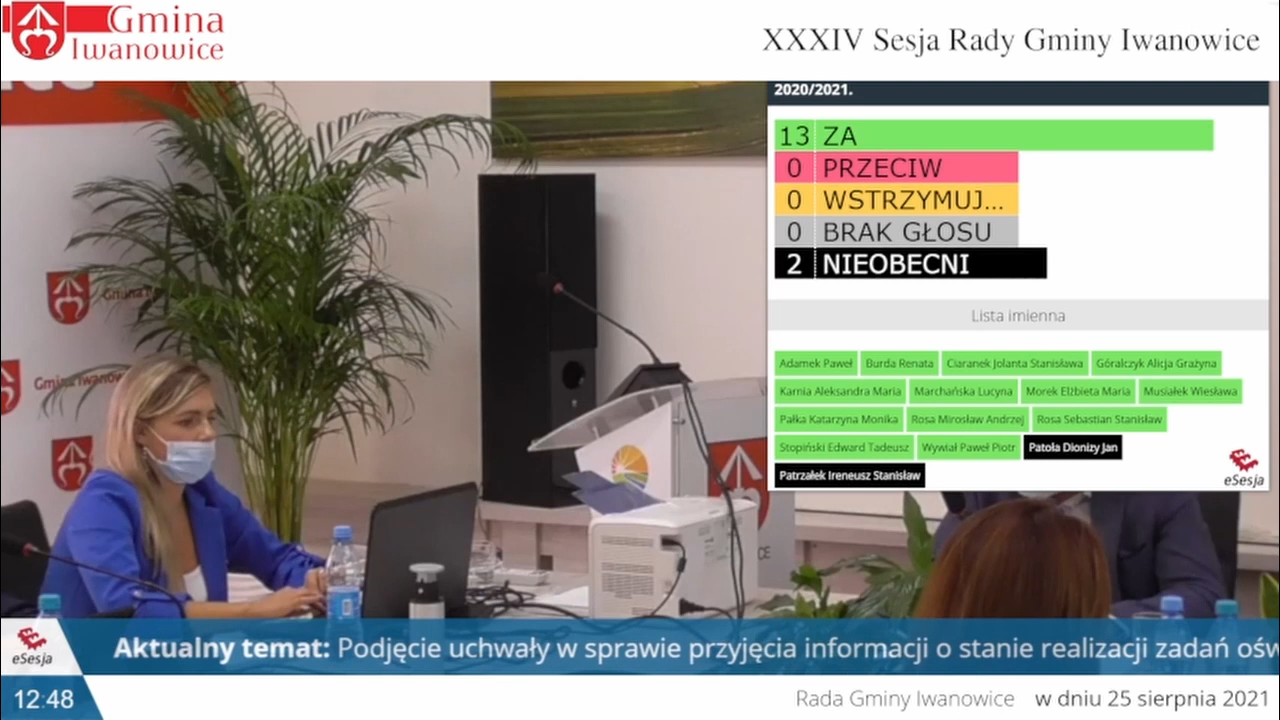 Gmina
Iwanowice
XXXIV Sesja Rady Gminy Iwanowice
2020/2021.
13 ZA
0 PRZECIW
0 WSTRZYMUJ...
0 BRAK GŁOSU
2 NIEOBECNI
Lista imienna
Adamek Paweł Burda Renata Ciaranek Jolanta Stanisława Góralczyk Alicja Grażyna
Karnia Aleksandra Maria Marchańska Lucyna Morek Elżbieta Maria Musiałek Wiesława
Pałka Katarzyna Monika Rosa Mirosław Andrzej Rosa Sebastian Stanisław
Stopiński Edward Tadeusz Wywiał Paweł Piotr Patoła Dionizy Jan
Patrzałek Ireneusz Stanisław
eSesja
Gmina
Gmina Iwanow
eSesja
Aktualny temat: Podjęcie uchwały w sprawie przyjęcia informacji o stanie realizacji zadań ośw
12:48
Rada Gminy Iwanowice w dniu 25 sierpnia 2021